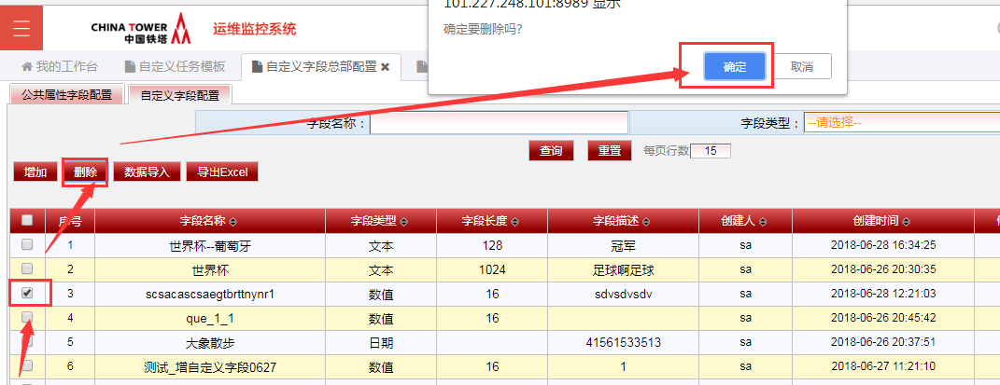 101.227.248.101:8989 显示
CHINA TOWER
中国铁塔
运维监控系统
确定要删除吗?
确定
取消
我的工作台
自定义任务模板
自定义字段总部配置
公共属性字段配置
自定义字段配置
字段名称：
字段类型：
--请选择--
查询
重置
每页行数
15
增加
删除
数据导入
导出Excel
序号 字段名称 字段类型 字段长度 字段描述 创建人 创建时间
1 世界杯--葡萄牙 文本 128 冠军 sa 2018-06-28 16:34:25
2 世界杯 文本 1024 足球啊足球 sa 2018-06-26 20:30:35
3 scsacascsaegtbrttnynr1 数值 16 sdvsdvsdv sa 2018-06-28 12:21:03
4 que_1_1 数值 16 sa 2018-06-26 20:45:42
5 大象散步 日期 41561533513 sa 2018-06-26 20:37:51
6 测试_增自定义字段0627 数值 16 1 sa 2018-06-27 11:21:10